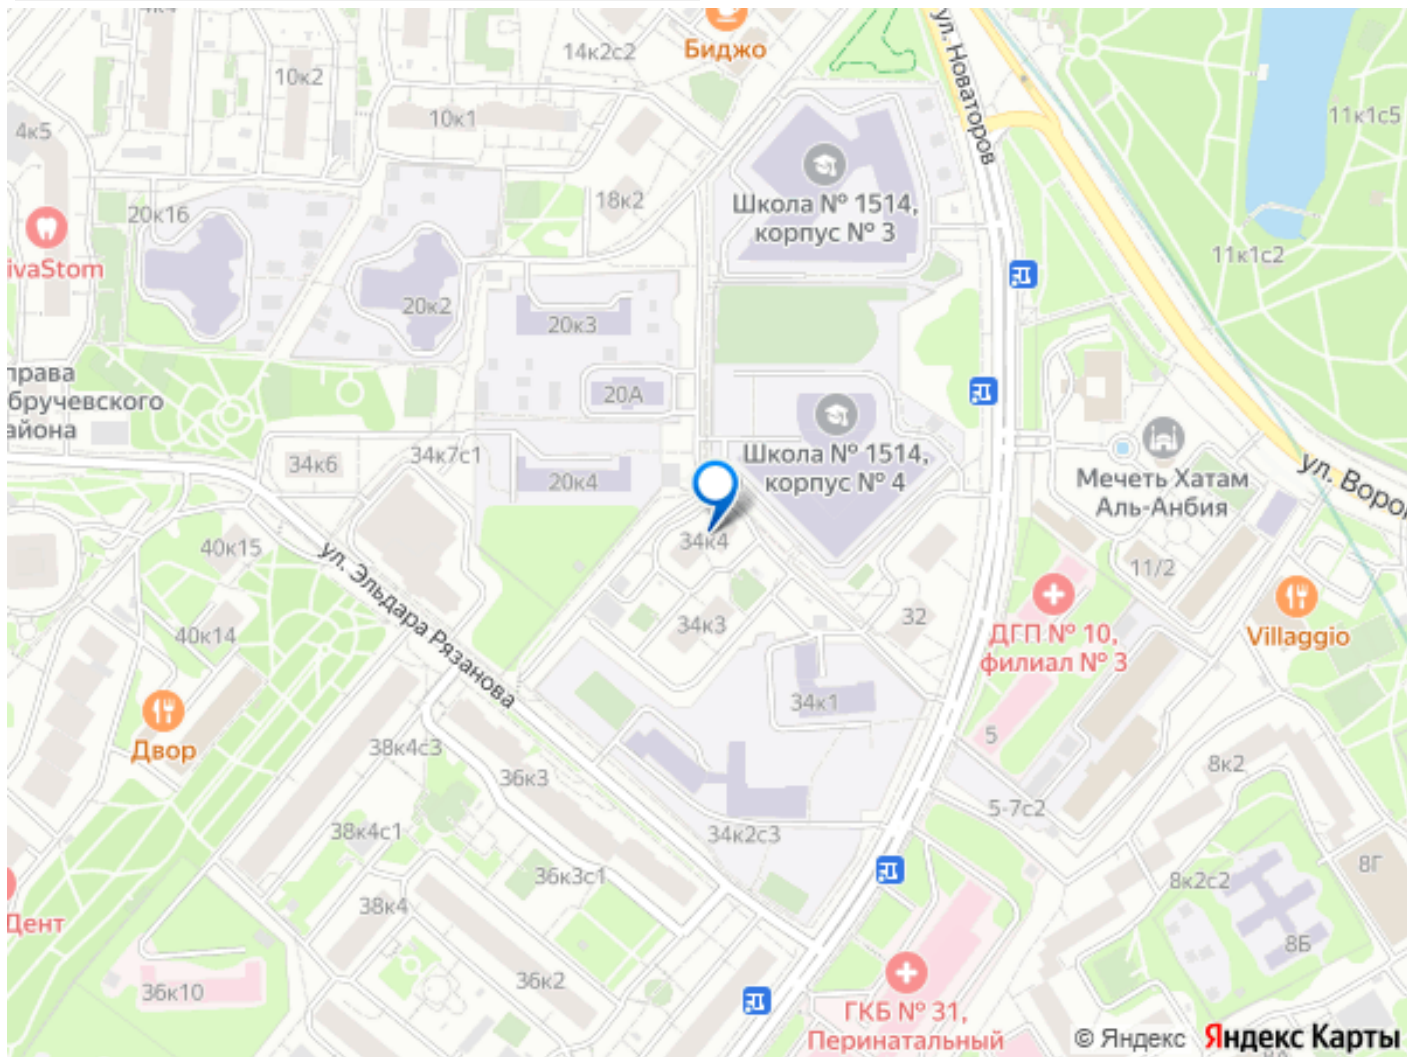 Биджо
14к2с2
10к2
10к1
4к5
ул. Новаторов
11к1с5
Школа № 1514,
корпус № 3
18к2
20к16
ivaStom
11к1с2
20к2
20к3
права
бручевского
айона
20А
34к6
34к7с1
20к4
Школа № 1514,
корпус № 4
Мечеть Хатам
Аль-Анбия
ул. Ворон
34к4
40к15
ул. Эльдара Рязанова
11/2
40к14
34к3
32
ДГП № 10,
филиал № 3
Villaggio
34к1
Двор
38к4с3
36к3
5
8к2
5-7с2
38к4с1
34к2с3
8Г
36к3с1
8к2с2
38к4
Дент
8Б
36к10
36к2
ГКБ № 31,
Перинатальный
© Яндекс Яндекс Карты